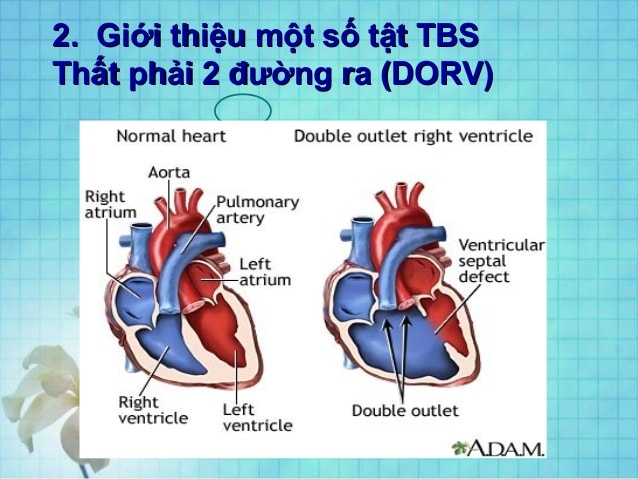 2. Giới thiệu một số tật TBS
Thất phải 2 đường ra (DORV)
Normal heart
Double outlet right ventricle
Aorta
Right
atrium
Pulmonary
artery
Left
atrium
Right
ventricle
Left
ventricle
Ventricular
septal
defect
Double outlet
A.D.A.M.